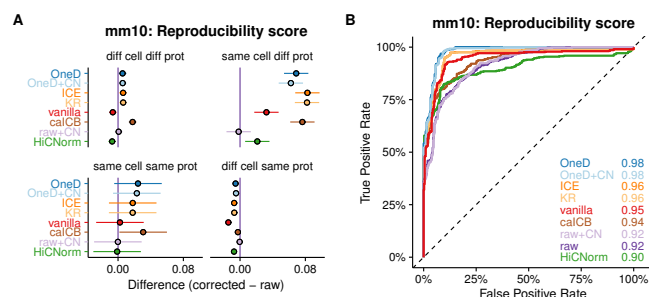 A
mm10: Reproducibility score
diff cell diff prot
same cell diff prot
OneD
OneD+CN
ICE
KR
vanilla
caICB
raw+CN
HiCNorm
same cell same prot
diff cell same prot
OneD
OneD+CN
ICE
KR
vanilla
caICB
raw+CN
HiCNorm
0.00
0.08
0.00
0.08
Difference (corrected − raw)
B
mm10: Reproducibility score
100%
75%
50%
25%
0%
True Positive Rate
OneD 0.98
OneD+CN 0.98
ICE 0.96
KR 0.96
vanilla 0.95
caICB 0.94
raw+CN 0.92
raw 0.92
HiCNorm 0.90
0%
25%
50%
75%
100%
False Positive Rate